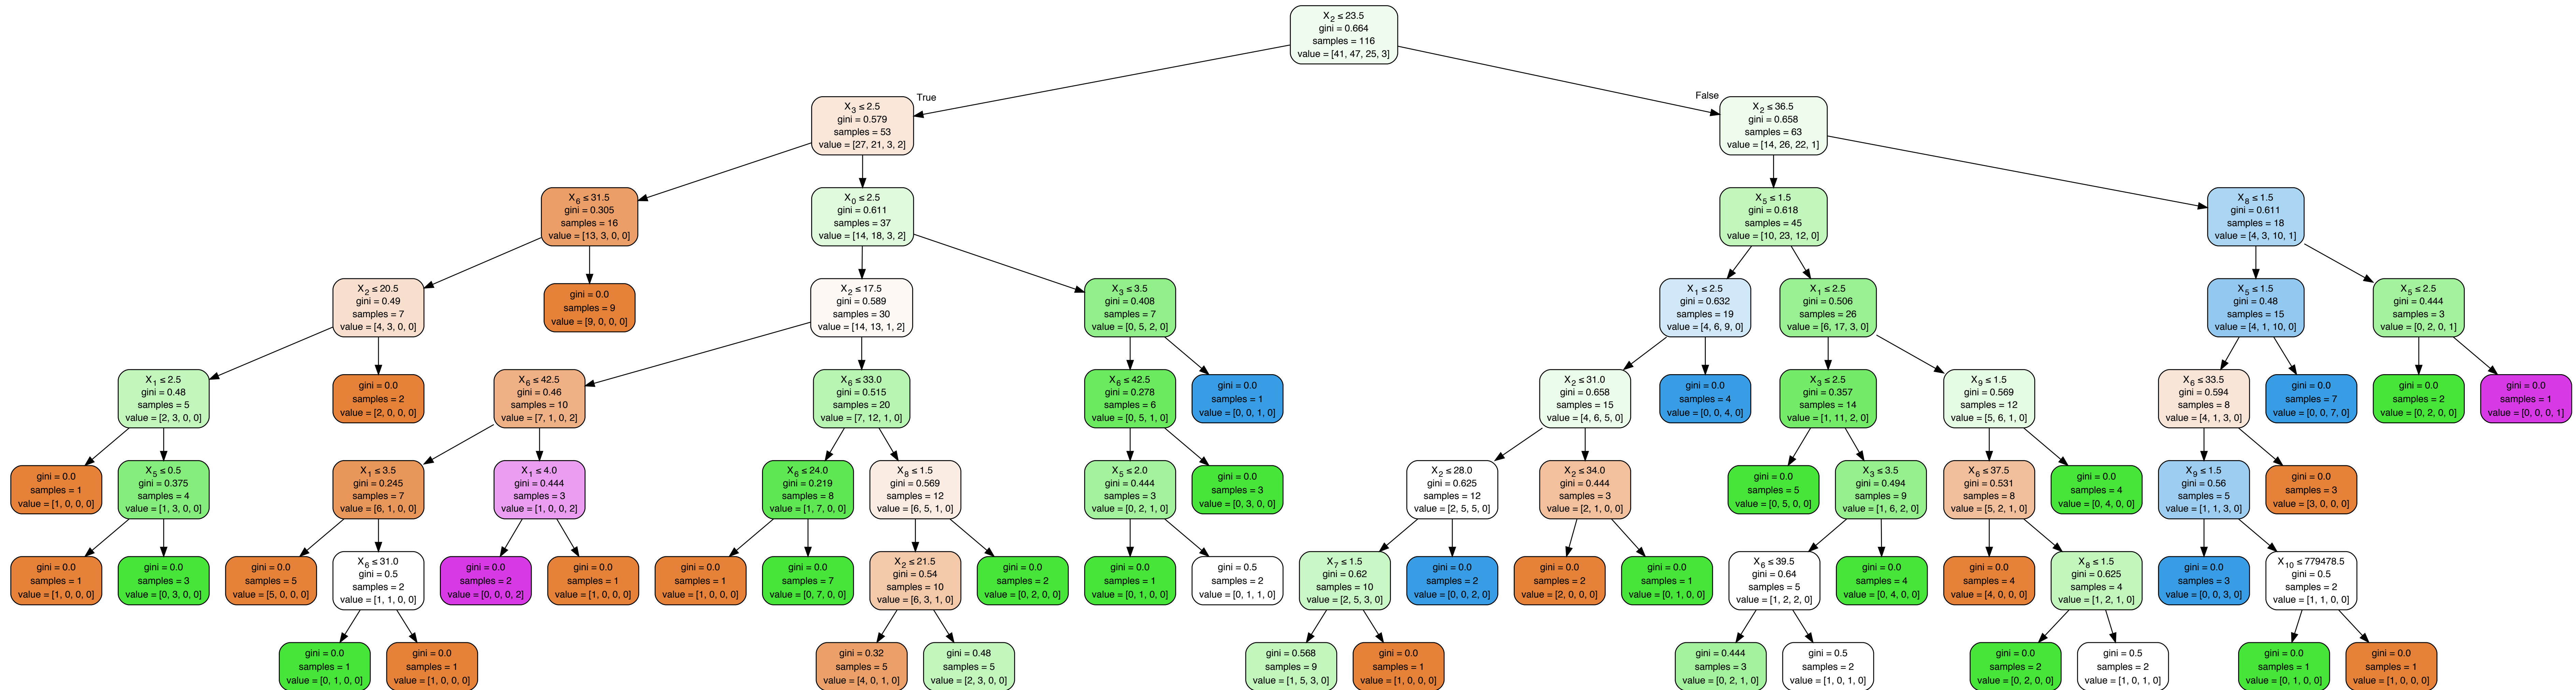 X2 ≤ 23.5
gini = 0.664
samples = 116
value = [41, 47, 25, 3]
True
False
X3 ≤ 2.5
gini = 0.579
samples = 53
value = [27, 21, 3, 2]
X2 ≤ 36.5
gini = 0.658
samples = 63
value = [14, 26, 22, 1]
X6 ≤ 31.5
gini = 0.305
samples = 16
value = [13, 3, 0, 0]
X0 ≤ 2.5
gini = 0.611
samples = 37
value = [14, 18, 3, 2]
X5 ≤ 1.5
gini = 0.618
samples = 45
value = [10, 23, 12, 0]
X8 ≤ 1.5
gini = 0.611
samples = 18
value = [4, 3, 10, 1]
X2 ≤ 20.5
gini = 0.49
samples = 7
value = [4, 3, 0, 0]
gini = 0.0
samples = 9
value = [9, 0, 0, 0]
X2 ≤ 17.5
gini = 0.589
samples = 30
value = [14, 13, 1, 2]
X3 ≤ 3.5
gini = 0.408
samples = 7
value = [0, 5, 2, 0]
X1 ≤ 2.5
gini = 0.632
samples = 19
value = [4, 6, 9, 0]
X1 ≤ 2.5
gini = 0.506
samples = 26
value = [6, 17, 3, 0]
X5 ≤ 1.5
gini = 0.48
samples = 15
value = [4, 1, 10, 0]
X5 ≤ 2.5
gini = 0.444
samples = 3
value = [0, 2, 0, 1]
X1 ≤ 2.5
gini = 0.48
samples = 5
value = [2, 3, 0, 0]
gini = 0.0
samples = 2
value = [2, 0, 0, 0]
X6 ≤ 42.5
gini = 0.46
samples = 10
value = [7, 1, 0, 2]
X6 ≤ 33.0
gini = 0.515
samples = 20
value = [7, 12, 1, 0]
X6 ≤ 42.5
gini = 0.278
samples = 6
value = [0, 5, 1, 0]
gini = 0.0
samples = 1
value = [0, 0, 1, 0]
X2 ≤ 31.0
gini = 0.658
samples = 15
value = [4, 6, 5, 0]
gini = 0.0
samples = 4
value = [0, 0, 4, 0]
X3 ≤ 2.5
gini = 0.357
samples = 14
value = [1, 11, 2, 0]
X9 ≤ 1.5
gini = 0.569
samples = 12
value = [5, 6, 1, 0]
X6 ≤ 33.5
gini = 0.594
samples = 8
value = [4, 1, 3, 0]
gini = 0.0
samples = 7
value = [0, 0, 7, 0]
gini = 0.0
samples = 2
value = [0, 2, 0, 0]
gini = 0.0
samples = 1
value = [0, 0, 0, 1]
gini = 0.0
samples = 1
value = [1, 0, 0, 0]
X5 ≤ 0.5
gini = 0.375
samples = 4
value = [1, 3, 0, 0]
X1 ≤ 3.5
gini = 0.245
samples = 7
value = [6, 1, 0, 0]
X1 ≤ 4.0
gini = 0.444
samples = 3
value = [1, 0, 0, 2]
X6 ≤ 24.0
gini = 0.219
samples = 8
value = [1, 7, 0, 0]
X8 ≤ 1.5
gini = 0.569
samples = 12
value = [6, 5, 1, 0]
X5 ≤ 2.0
gini = 0.444
samples = 3
value = [0, 2, 1, 0]
gini = 0.0
samples = 3
value = [0, 3, 0, 0]
X2 ≤ 28.0
gini = 0.625
samples = 12
value = [2, 5, 5, 0]
X2 ≤ 34.0
gini = 0.444
samples = 3
value = [2, 1, 0, 0]
gini = 0.0
samples = 5
value = [0, 5, 0, 0]
X3 ≤ 3.5
gini = 0.494
samples = 9
value = [1, 6, 2, 0]
X6 ≤ 37.5
gini = 0.531
samples = 8
value = [5, 2, 1, 0]
gini = 0.0
samples = 4
value = [0, 4, 0, 0]
X9 ≤ 1.5
gini = 0.56
samples = 5
value = [1, 1, 3, 0]
gini = 0.0
samples = 3
value = [3, 0, 0, 0]
gini = 0.0
samples = 1
value = [1, 0, 0, 0]
gini = 0.0
samples = 3
value = [0, 3, 0, 0]
gini = 0.0
samples = 5
value = [5, 0, 0, 0]
X6 ≤ 31.0
gini = 0.5
samples = 2
value = [1, 1, 0, 0]
gini = 0.0
samples = 2
value = [0, 0, 0, 2]
gini = 0.0
samples = 1
value = [1, 0, 0, 0]
gini = 0.0
samples = 1
value = [1, 0, 0, 0]
gini = 0.0
samples = 7
value = [0, 7, 0, 0]
X2 ≤ 21.5
gini = 0.54
samples = 10
value = [6, 3, 1, 0]
gini = 0.0
samples = 2
value = [0, 2, 0, 0]
gini = 0.0
samples = 1
value = [0, 1, 0, 0]
gini = 0.5
samples = 2
value = [0, 1, 1, 0]
X7 ≤ 1.5
gini = 0.62
samples = 10
value = [2, 5, 3, 0]
gini = 0.0
samples = 2
value = [0, 0, 2, 0]
gini = 0.0
samples = 2
value = [2, 0, 0, 0]
gini = 0.0
samples = 1
value = [0, 1, 0, 0]
X6 ≤ 39.5
gini = 0.64
samples = 5
value = [1, 2, 2, 0]
gini = 0.0
samples = 4
value = [0, 4, 0, 0]
gini = 0.0
samples = 4
value = [4, 0, 0, 0]
X8 ≤ 1.5
gini = 0.625
samples = 4
value = [1, 2, 1, 0]
gini = 0.0
samples = 3
value = [0, 0, 3, 0]
X10 ≤ 779478.5
gini = 0.5
samples = 2
value = [1, 1, 0, 0]
gini = 0.0
samples = 1
value = [0, 1, 0, 0]
gini = 0.0
samples = 1
value = [1, 0, 0, 0]
gini = 0.32
samples = 5
value = [4, 0, 1, 0]
gini = 0.48
samples = 5
value = [2, 3, 0, 0]
gini = 0.568
samples = 9
value = [1, 5, 3, 0]
gini = 0.0
samples = 1
value = [1, 0, 0, 0]
gini = 0.444
samples = 3
value = [0, 2, 1, 0]
gini = 0.5
samples = 2
value = [1, 0, 1, 0]
gini = 0.0
samples = 2
value = [0, 2, 0, 0]
gini = 0.5
samples = 2
value = [1, 0, 1, 0]
gini = 0.0
samples = 1
value = [0, 1, 0, 0]
gini = 0.0
samples = 1
value = [1, 0, 0, 0]